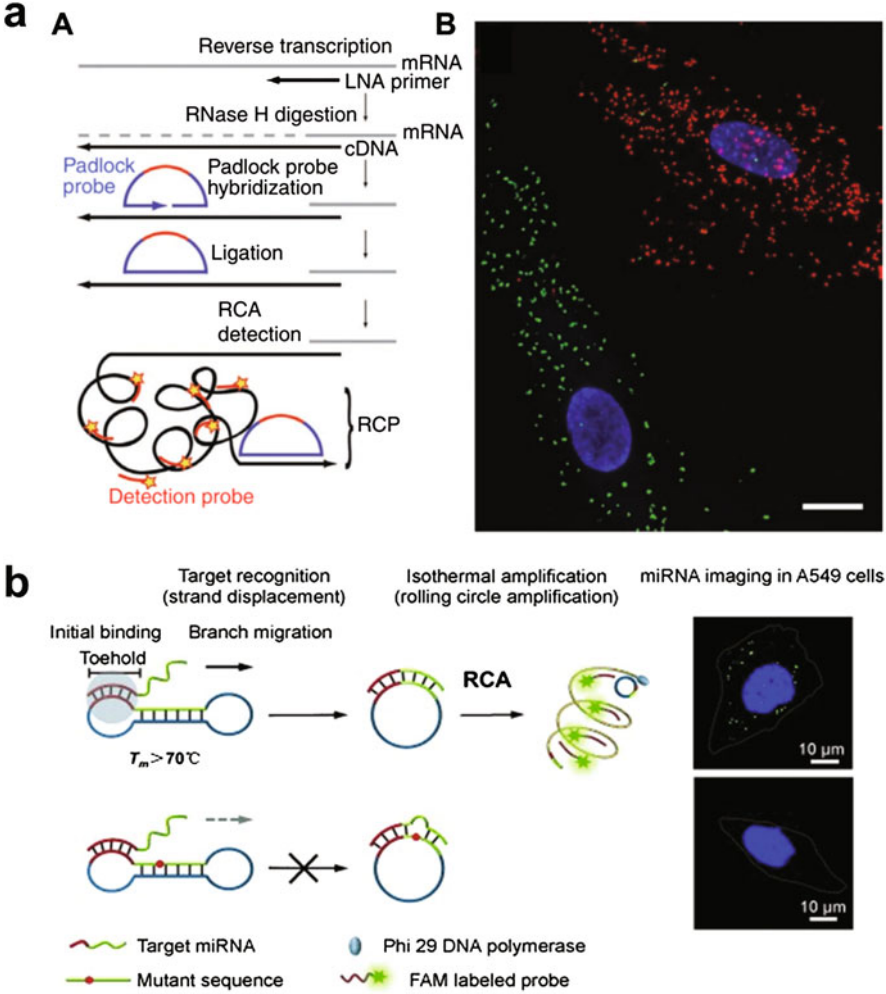 a
A
B
Reverse transcription
mRNA
LNA primer
RNase H digestion
mRNA
cDNA
Padlock
probe
Padlock probe
hybridization
Ligation
RCA
detection
RCP
Detection probe
b
Target recognition
(strand displacement)
Isothermal amplification
(rolling circle amplification)
miRNA imaging in A549 cells
Initial binding
Branch migration
Toehold
RCA
Tm>70℃
10 µm
10 µm
Target miRNA
Phi 29 DNA polymerase
Mutant sequence
FAM labeled probe